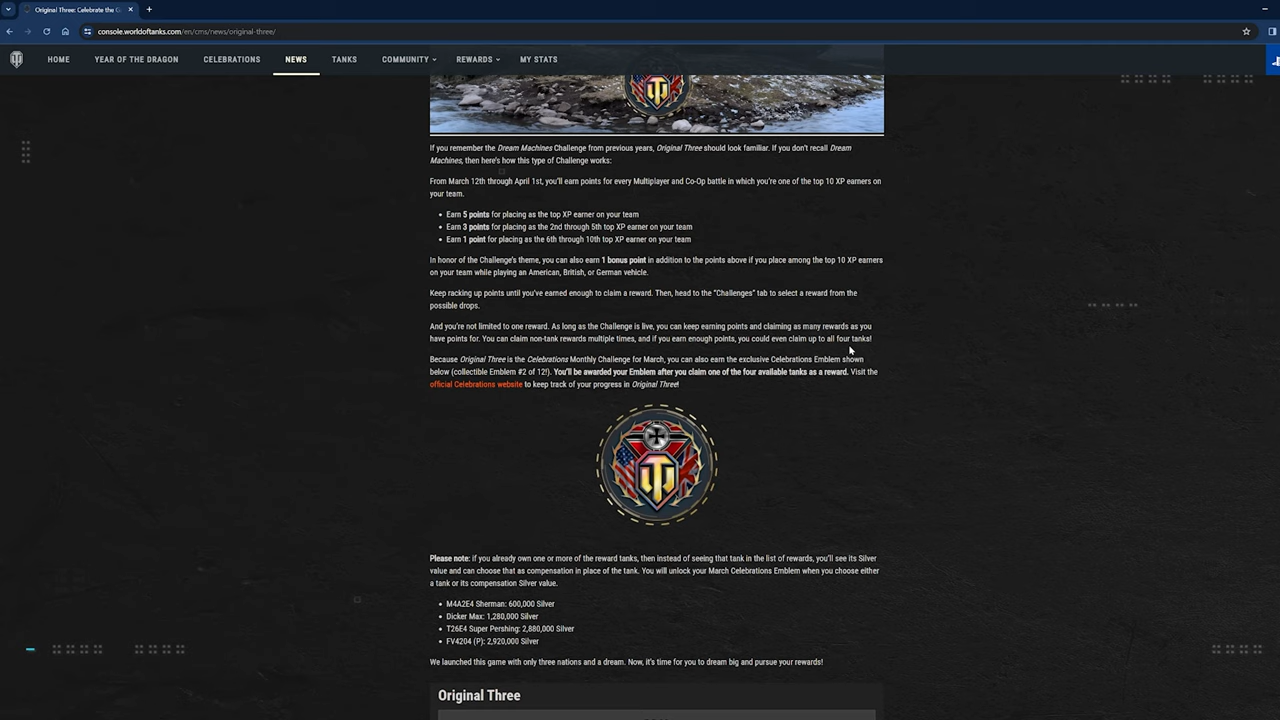 Original Three: Celebrate the G
console.worldoftanks.com/en/cms/news/original-three/
HOME
YEAR OF THE DRAGON
CELEBRATIONS
NEWS
TANKS
COMMUNITY
REWARDS
MY STATS
If you remember the Dream Machines Challenge from previous years, Original Three should look familiar. If you don't recall Dream
Machines, then here's how this type of Challenge works:
From March 12th through April 1st, you'll earn points for every Multiplayer and Co-Op battle in which you're one of the top 10 XP earners on
your team.
• Earn 5 points for placing as the top XP earner on your team
• Earn 3 points for placing as the 2nd through 5th top XP earner on your team
• Earn 1 point for placing as the 6th through 10th top XP earner on your team
In honor of the Challenge's theme, you can also earn 1 bonus point in addition to the points above if you place among the top 10 XP earners
on your team while playing an American, British, or German vehicle.
Keep racking up points until you've earned enough to claim a reward. Then, head to the "Challenges" tab to select a reward from the
possible drops.
And you're not limited to one reward. As long as the Challenge is live, you can keep earning points and claiming as many rewards as you
have points for. You can claim non-tank rewards multiple times, and if you earn enough points, you could even claim up to all four tanks!
Because Original Three is the Celebrations Monthly Challenge for March, you can also earn the exclusive Celebrations Emblem shown
below (collectible Emblem #2 of 12!). You'll be awarded your Emblem after you claim one of the four available tanks as a reward. Visit the
official Celebrations website to keep track of your progress in Original Three!
Please note: if you already own one or more of the reward tanks, then instead of seeing that tank in the list of rewards, you'll see its Silver
value and can choose that as compensation in place of the tank. You will unlock your March Celebrations Emblem when you choose either
a tank or its compensation Silver value.
• M4A2E4 Sherman: 600,000 Silver
• Dicker Max: 1,280,000 Silver
• T26E4 Super Pershing: 2,880,000 Silver
• FV4204 (P): 2,920,000 Silver
We launched this game with only three nations and a dream. Now, it's time for you to dream big and pursue your rewards!
Original Three